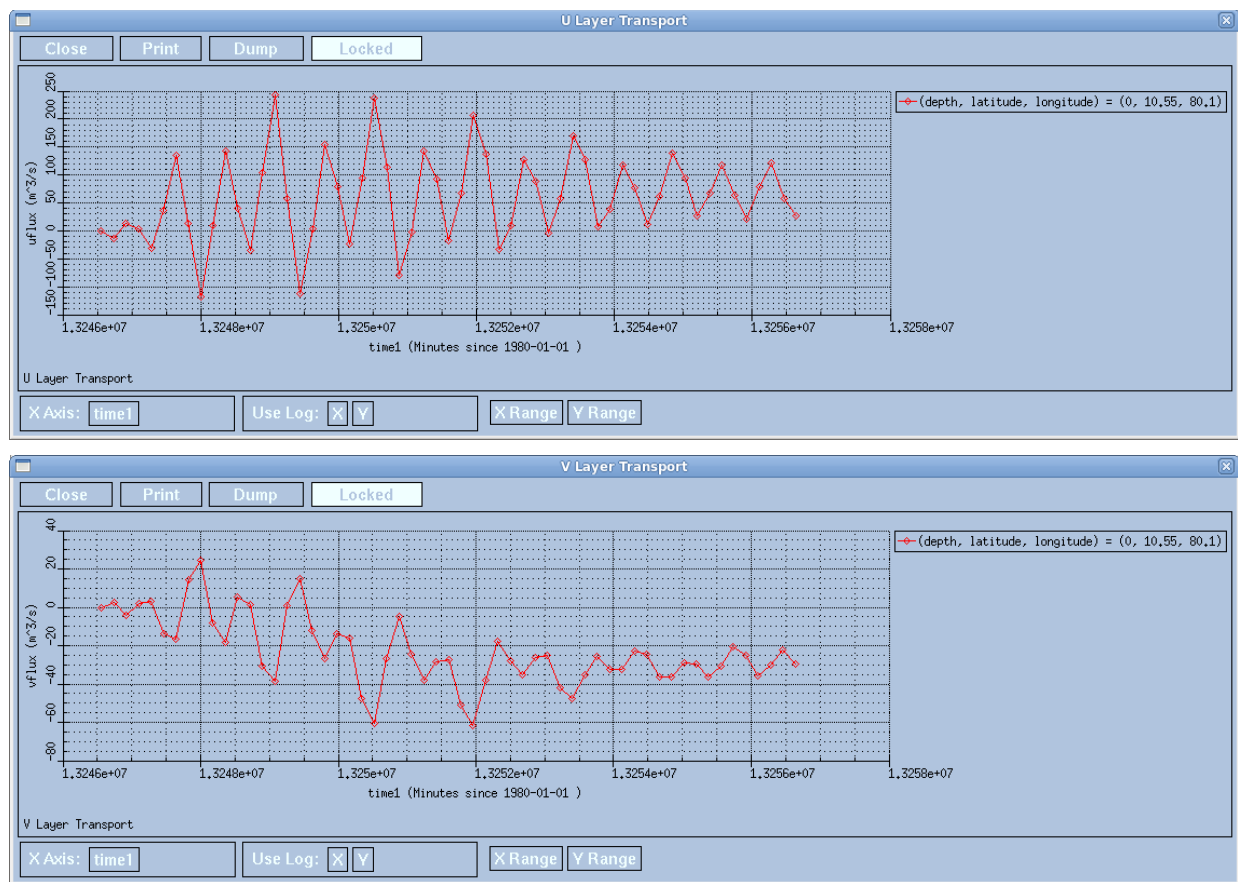 U Layer Transport
Close Print Dump Locked
(depth, latitude, longitude) = (0, 10.55, 80.1)
uflux (m^3/s)
250
200
150
100
50
0
-50
-100
-150
1.3246e+07 1.3248e+07 1.325e+07 1.3252e+07 1.3254e+07 1.3256e+07 1.3258e+07
time1 (Minutes since 1980-01-01 )
U Layer Transport
X Axis: time1 Use Log: X Y X Range Y Range
V Layer Transport
Close Print Dump Locked
(depth, latitude, longitude) = (0, 10.55, 80.1)
vflux (m^3/s)
40
20
0
-20
-40
-60
-80
1.3246e+07 1.3248e+07 1.325e+07 1.3252e+07 1.3254e+07 1.3256e+07 1.3258e+07
time1 (Minutes since 1980-01-01 )
V Layer Transport
X Axis: time1 Use Log: X Y X Range Y Range